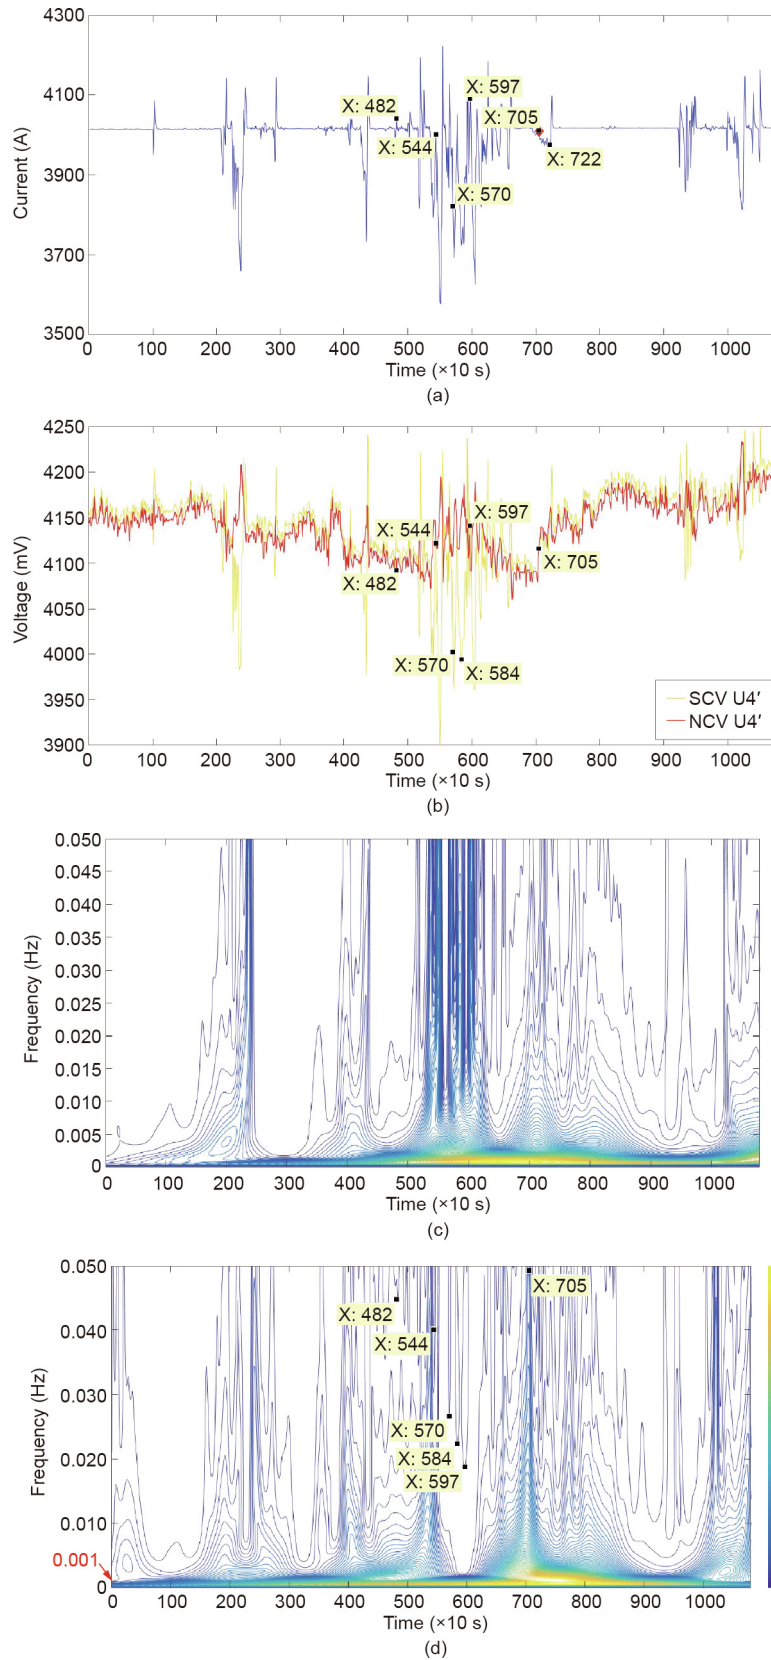 4300
4100
3900
3700
3500
Current (A)
X: 482
X: 597
X: 705
X: 544
X: 722
X: 570
0 100 200 300 400 500 600 700 800 900 1000
Time (×10 s)
(a)
4250
4200
4150
4100
4050
4000
3950
3900
Voltage (mV)
X: 544
X: 597
X: 482
X: 705
X: 570
X: 584
SCV U4′
NCV U4′
0 100 200 300 400 500 600 700 800 900 1000
Time (×10 s)
(b)
0.050
0.045
0.040
0.035
0.030
0.025
0.020
0.015
0.010
0.005
0
Frequency (Hz)
0 100 200 300 400 500 600 700 800 900 1000
Time (×10 s)
(c)
0.050
0.040
0.030
0.020
0.010
0.001
0
Frequency (Hz)
X: 705
X: 482
X: 544
X: 570
X: 584
X: 597
0 100 200 300 400 500 600 700 800 900 1000
Time (×10 s)
(d)